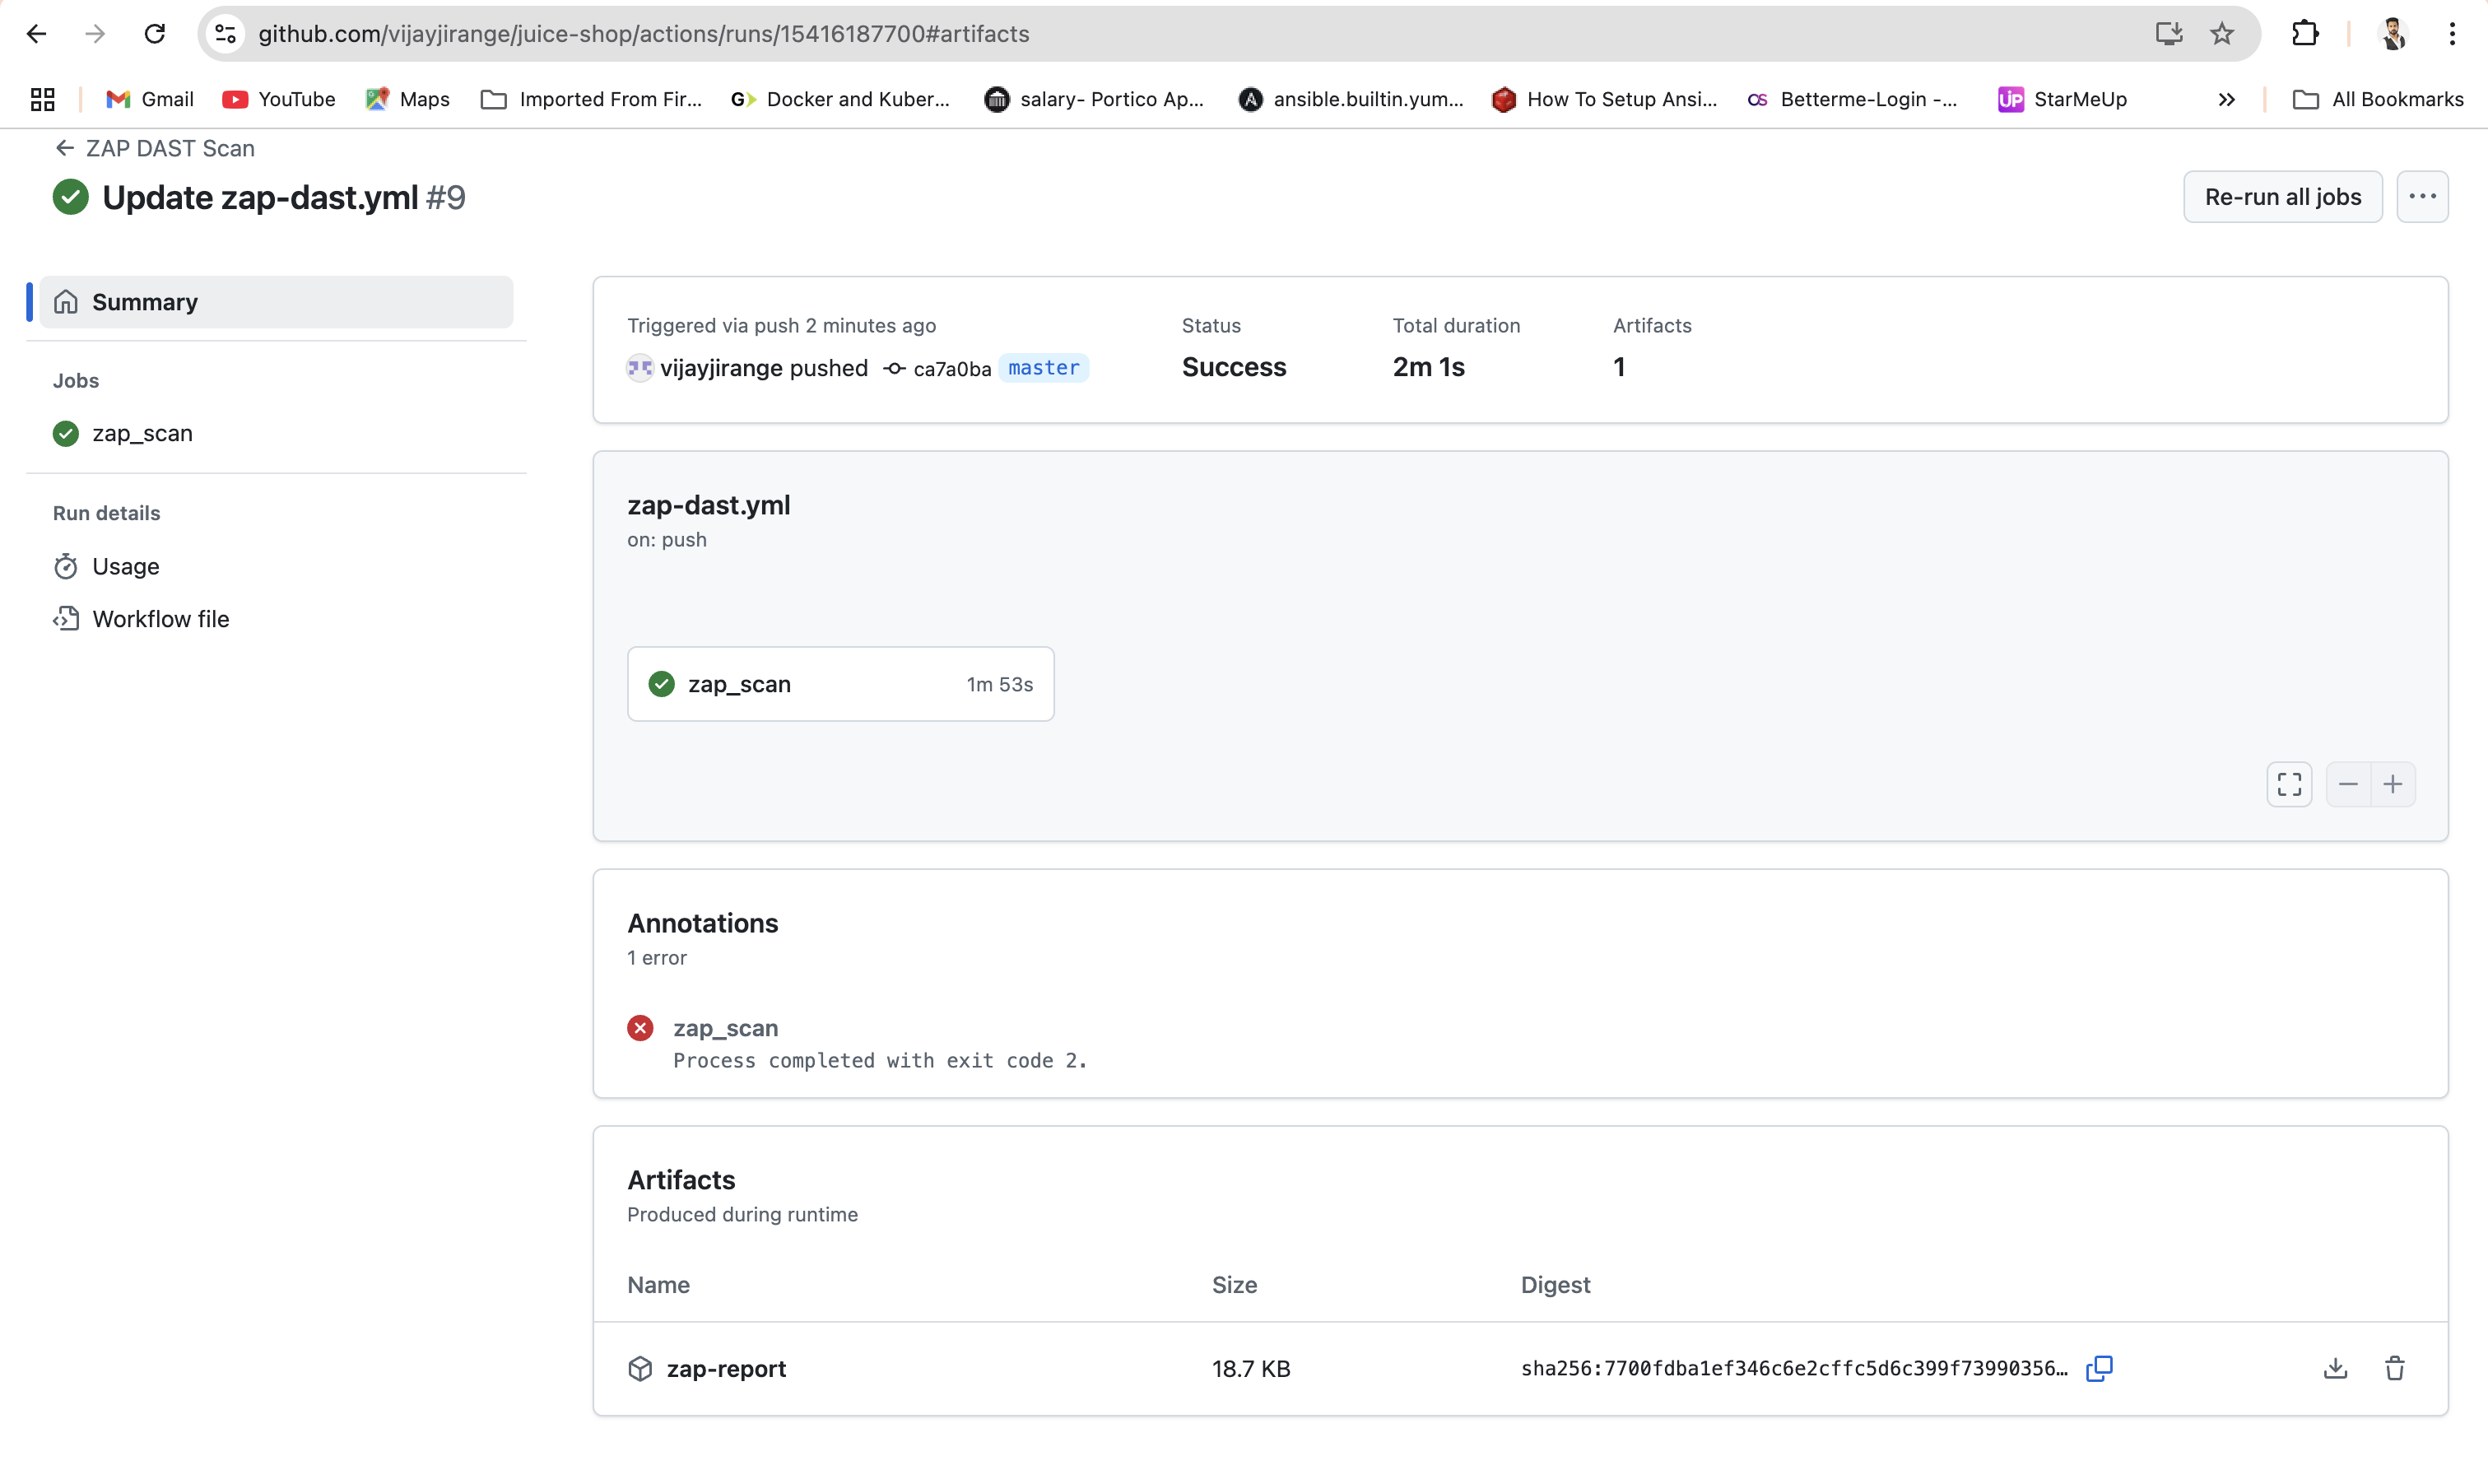 github.com/vijayjirange/juice-shop/actions/runs/15416187700#artifacts
Gmail
YouTube
Maps
Imported From Fir...
Docker and Kuber...
salary- Portico Ap...
ansible.builtin.yum...
How To Setup Ansi...
Betterme-Login -...
StarMeUp
All Bookmarks
ZAP DAST Scan
Update zap-dast.yml #9
Re-run all jobs
Summary
Jobs
zap_scan
Run details
Usage
Workflow file
Triggered via push 2 minutes ago
vijayjirange pushed ca7a0ba master
Status
Success
Total duration
2m 1s
Artifacts
1
zap-dast.yml
on: push
zap_scan 1m 53s
Annotations
1 error
zap_scan
Process completed with exit code 2.
Artifacts
Produced during runtime
Name Size Digest
zap-report 18.7 KB sha256:7700fdba1ef346c6e2cffc5d6c399f73990356…